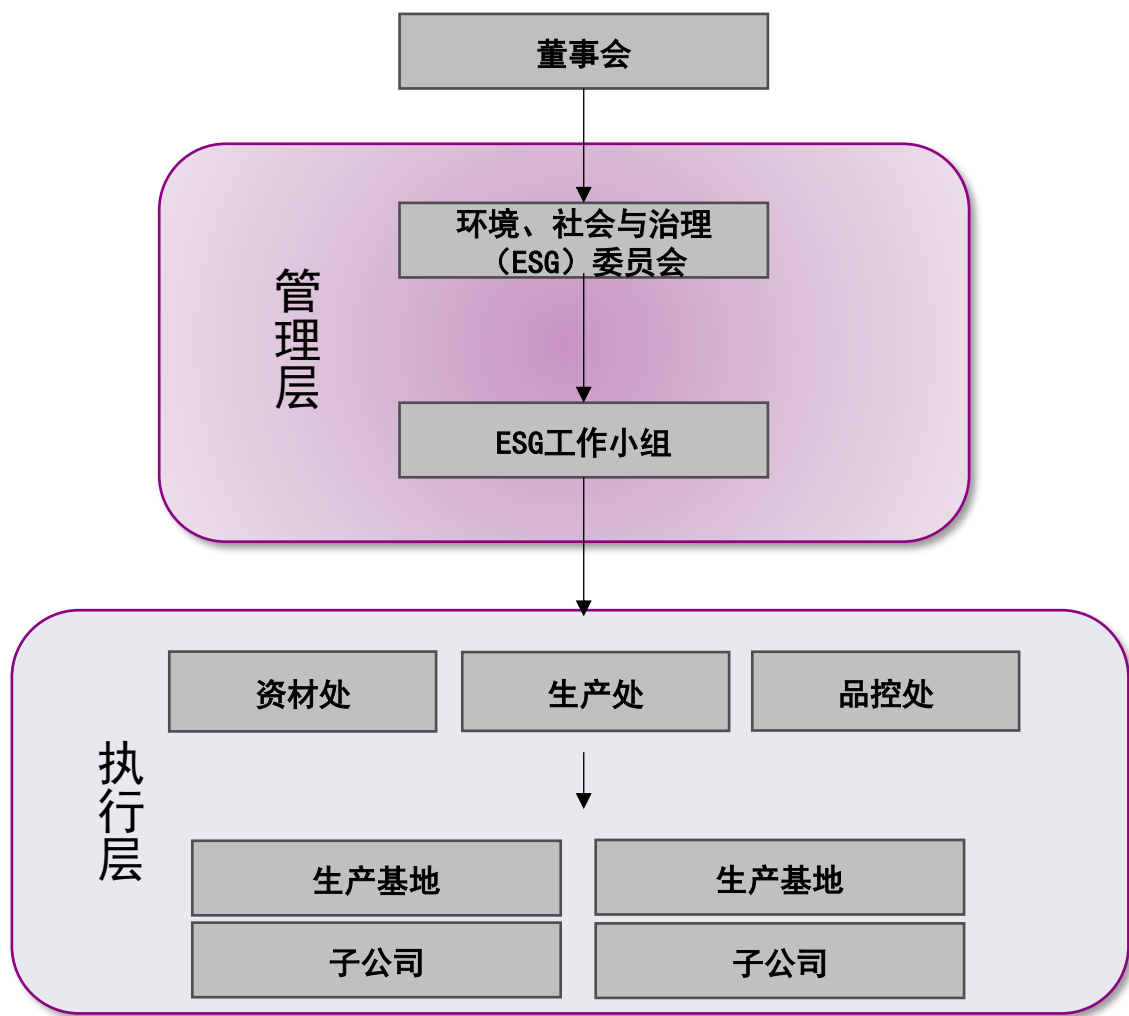 董事会
环境、社会与治理
（ESG）委员会
管理层
ESG工作小组
资材处
生产处
品控处
执行层
生产基地
生产基地
子公司
子公司